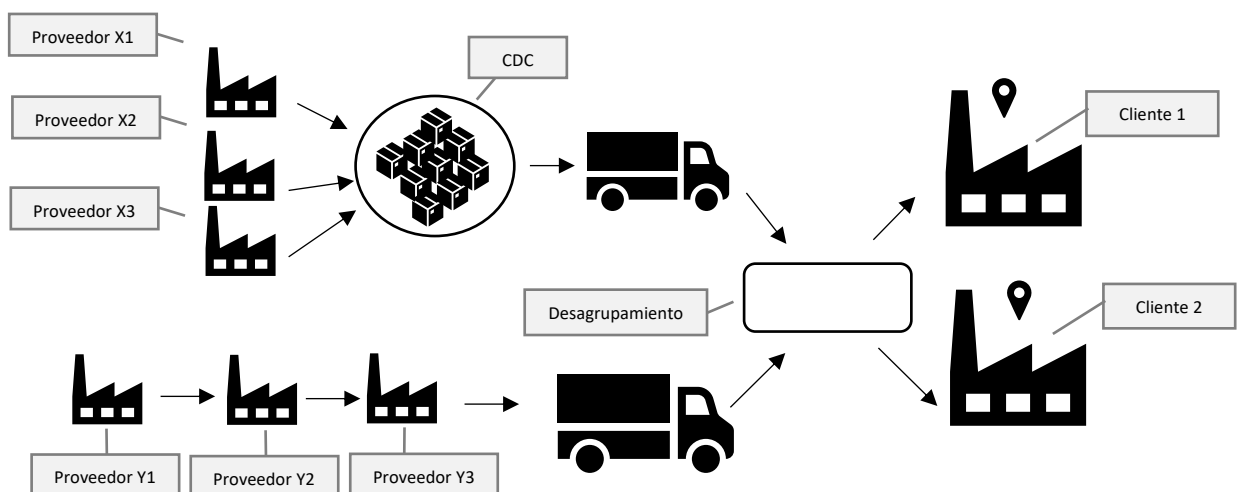 Proveedor X1
CDC
Proveedor X2
Cliente 1
Proveedor X3
Desagrupamiento
Cliente 2
Proveedor Y1
Proveedor Y2
Proveedor Y3